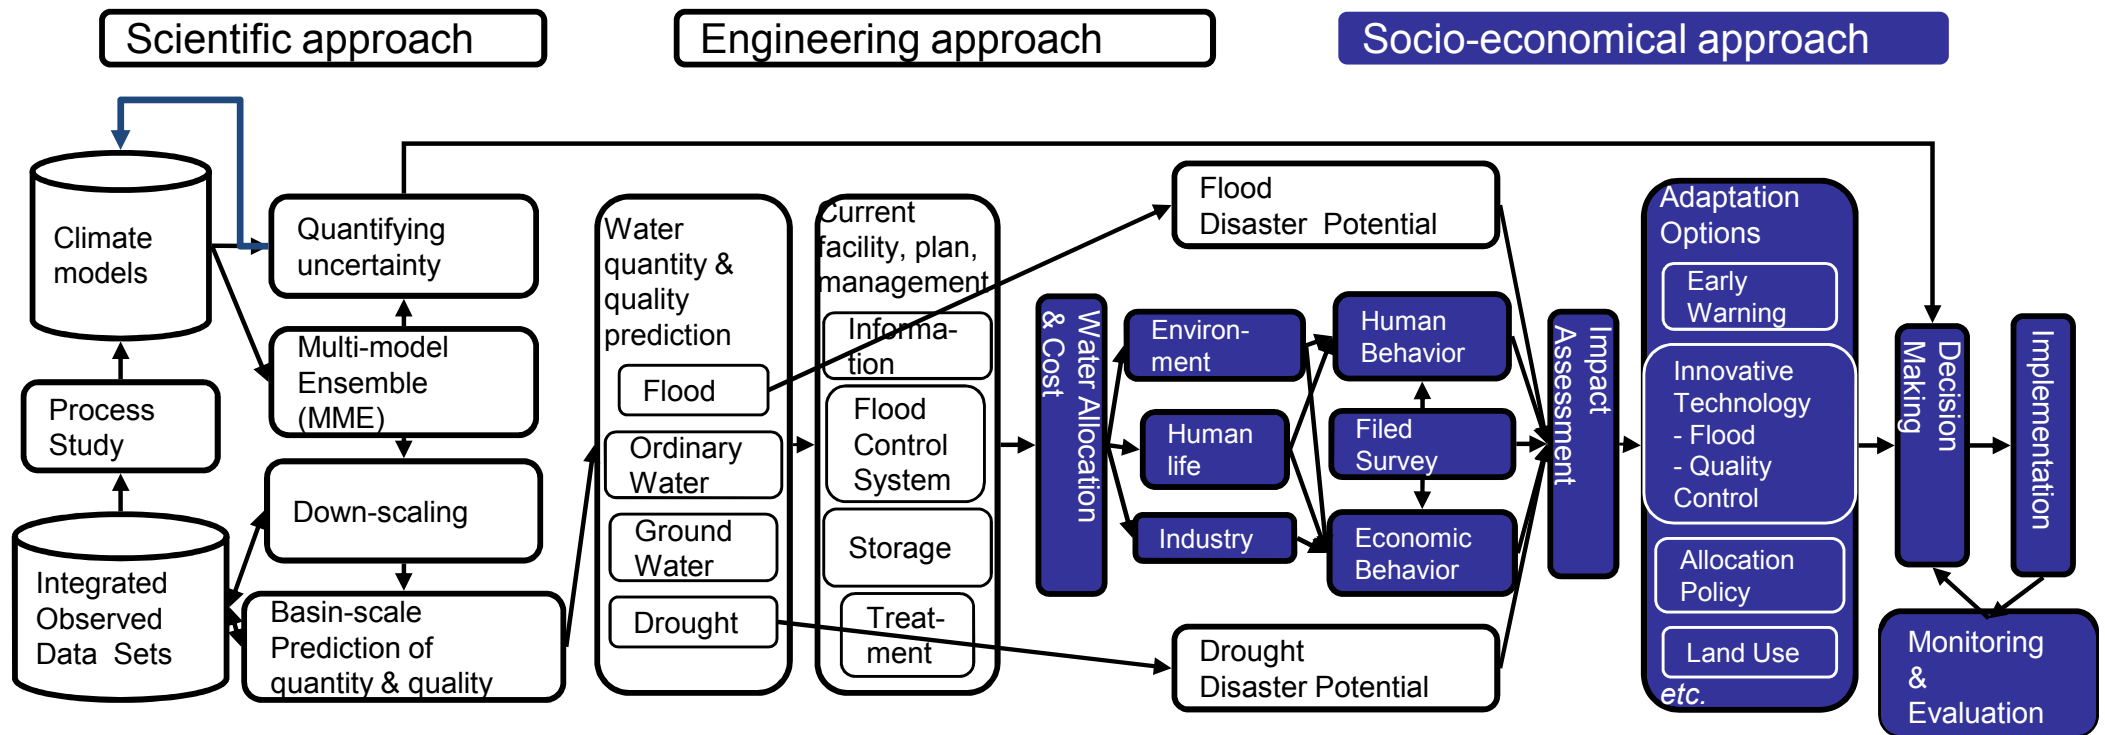 Scientific approach
Engineering approach
Socio-economical approach
Climate
models
Process
Study
Integrated
Observed
Data Sets
Quantifying
uncertainty
Multi-model
Ensemble
(MME)
Down-scaling
Basin-scale
Prediction of
quantity & quality
Water
quantity &
quality
prediction
Flood
Ordinary
Water
Ground
Water
Drought
Current
facility, plan,
management
Informa-
tion
Flood
Control
System
Storage
Treat-
ment
Water Allocation
& Cost
Flood
Disaster Potential
Environ-
ment
Human
life
Industry
Human
Behavior
Filed
Survey
Economic
Behavior
Drought
Disaster Potential
Impact
Assessment
Adaptation
Options
Early
Warning
Innovative
Technology
- Flood
- Quality
Control
Allocation
Policy
Land Use
etc.
Decision
Making
Implementation
Monitoring
&
Evaluation